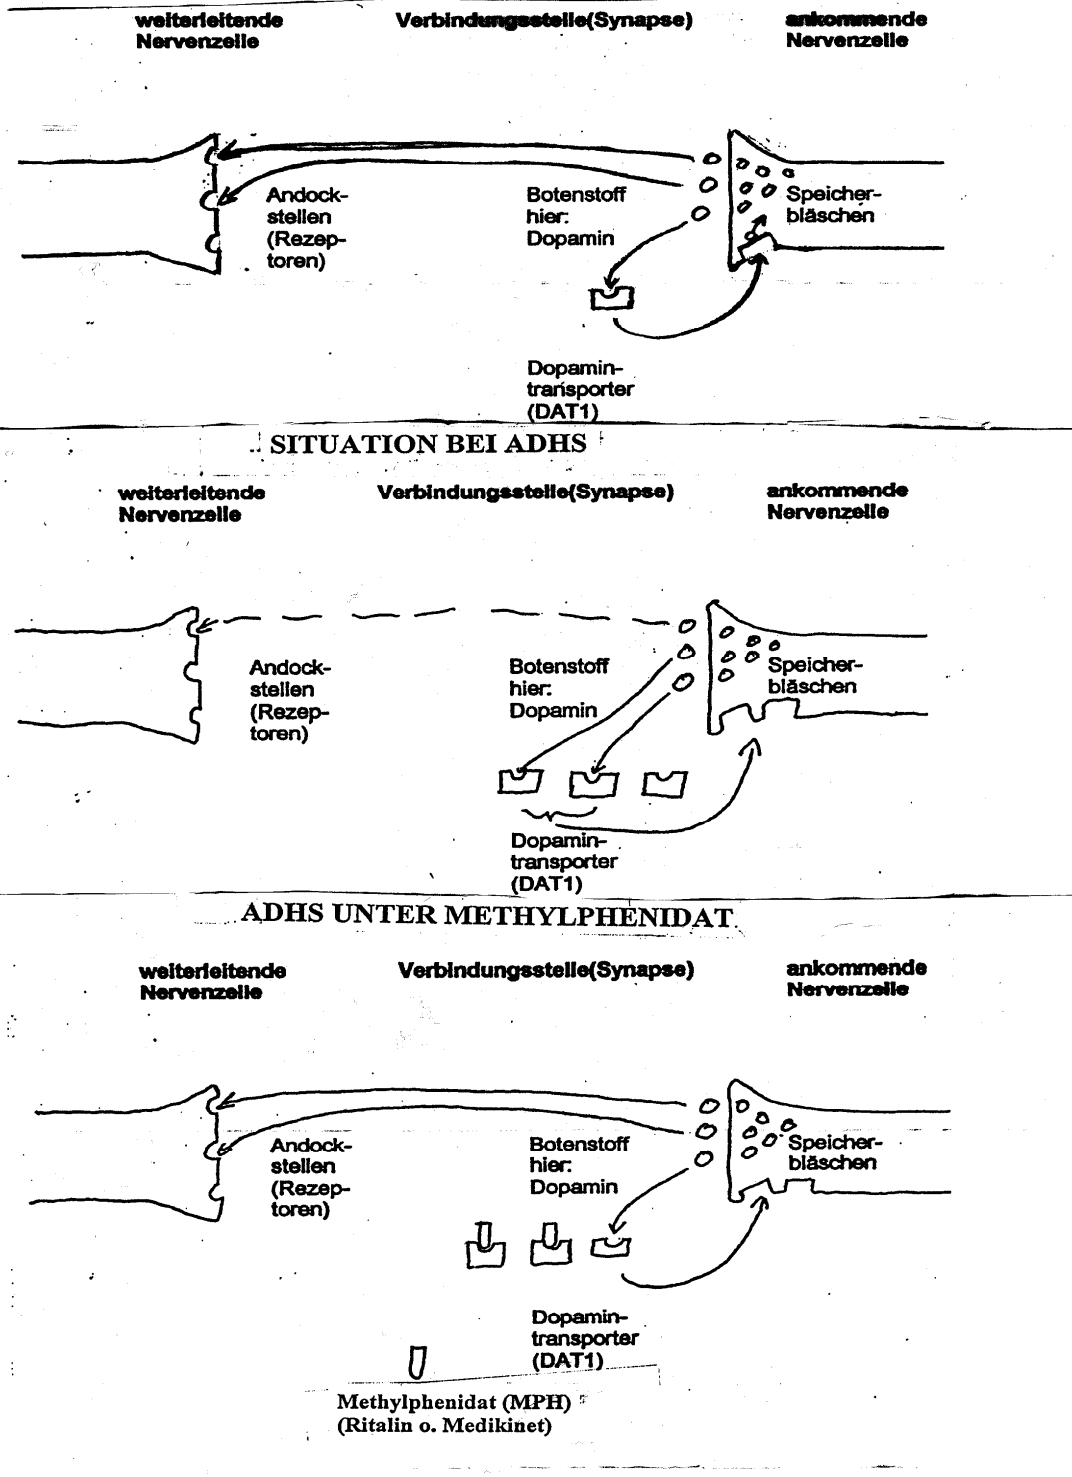 weiterleitende Verbindungsstelle(Synapse) ankommende
Nervenzelle Nervenzelle
Andock-
stellen
(Rezep-
toren)
Botenstoff
hier:
Dopamin
Speicher-
bläschen
Dopamin-
transporter
(DAT1)
SITUATION BEI ADHS
weiterleitende Verbindungsstelle(Synapse) ankommende
Nervenzelle Nervenzelle
Andock-
stellen
(Rezep-
toren)
Botenstoff
hier:
Dopamin
Speicher-
bläschen
Dopamin-
transporter
(DAT1)
ADHS UNTER METHYLPHENIDAT
weiterleitende Verbindungsstelle(Synapse) ankommende
Nervenzelle Nervenzelle
Andock-
stellen
(Rezep-
toren)
Botenstoff
hier:
Dopamin
Speicher-
bläschen
Dopamin-
transporter
(DAT1)
Methylphenidat (MPH)
(Ritalin o. Medikinet)